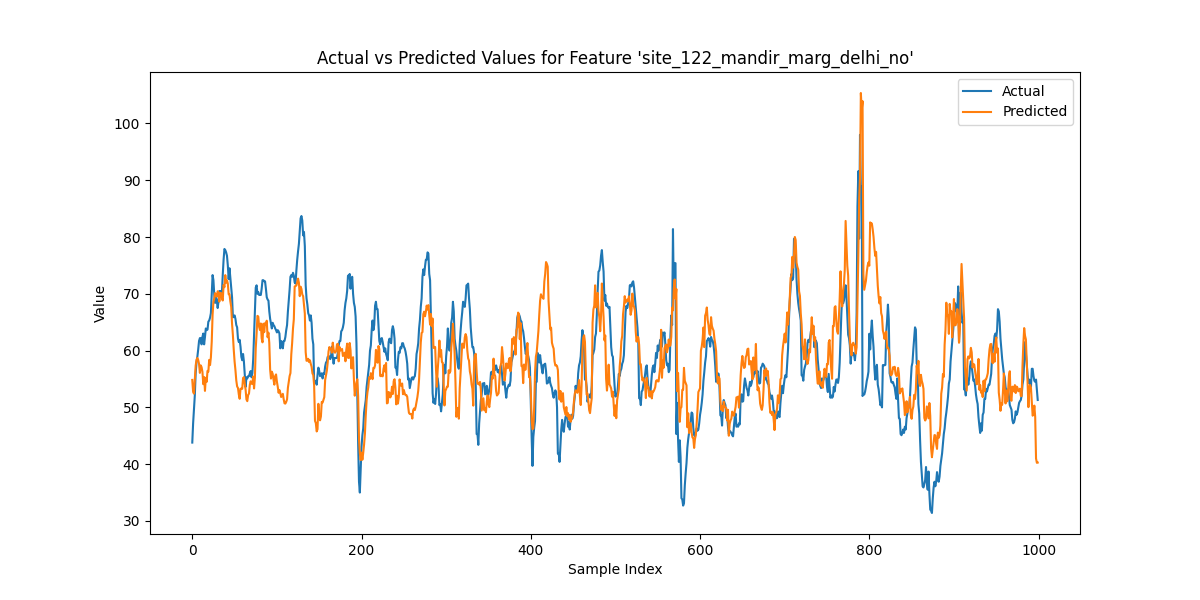 Actual vs Predicted Values for Feature 'site_122_mandir_marg_delhi_no'
Actual
Predicted
Value
100
90
80
70
60
50
40
30
0
200
400
600
800
1000
Sample Index